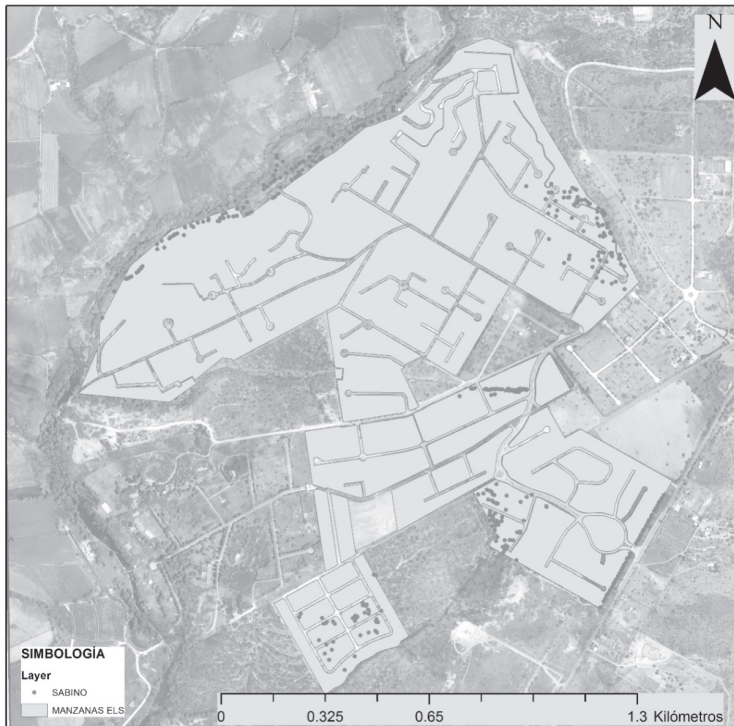 N
SIMBOLOGÍA
Layer
SABINO
MANZANAS ELS
0 0.325 0.65 1.3 Kilómetros